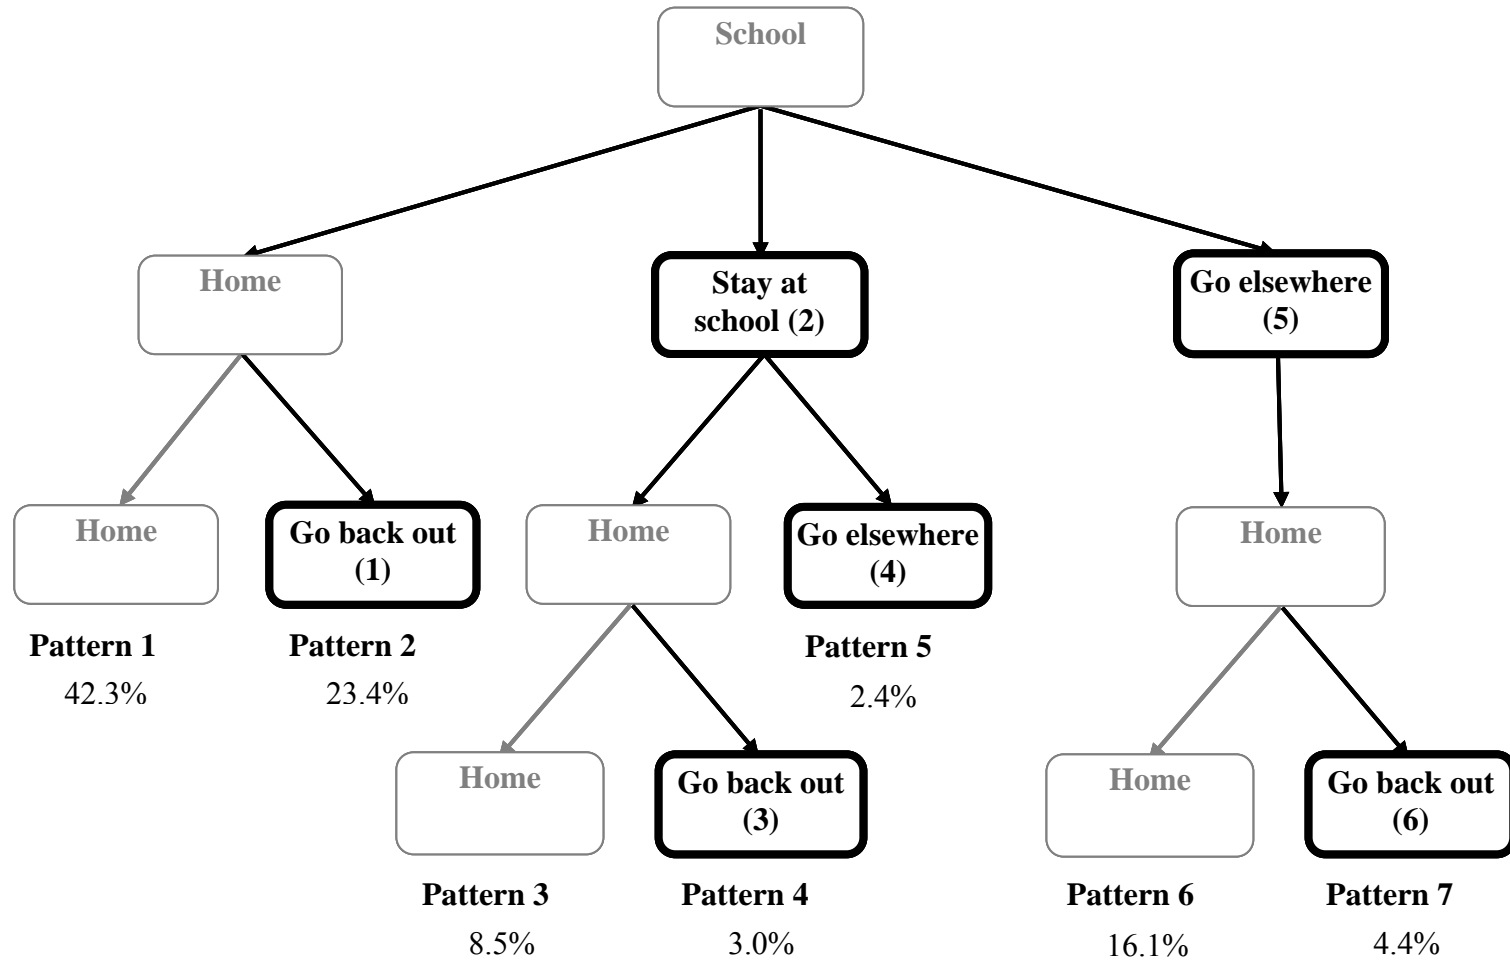 School
Home
Stay at
school (2)
Go elsewhere
(5)
Home
Go back out
(1)
Home
Go elsewhere
(4)
Home
Pattern 1
42.3%
Pattern 2
23.4%
Pattern 5
2.4%
Home
Go back out
(3)
Home
Go back out
(6)
Pattern 3
8.5%
Pattern 4
3.0%
Pattern 6
16.1%
Pattern 7
4.4%